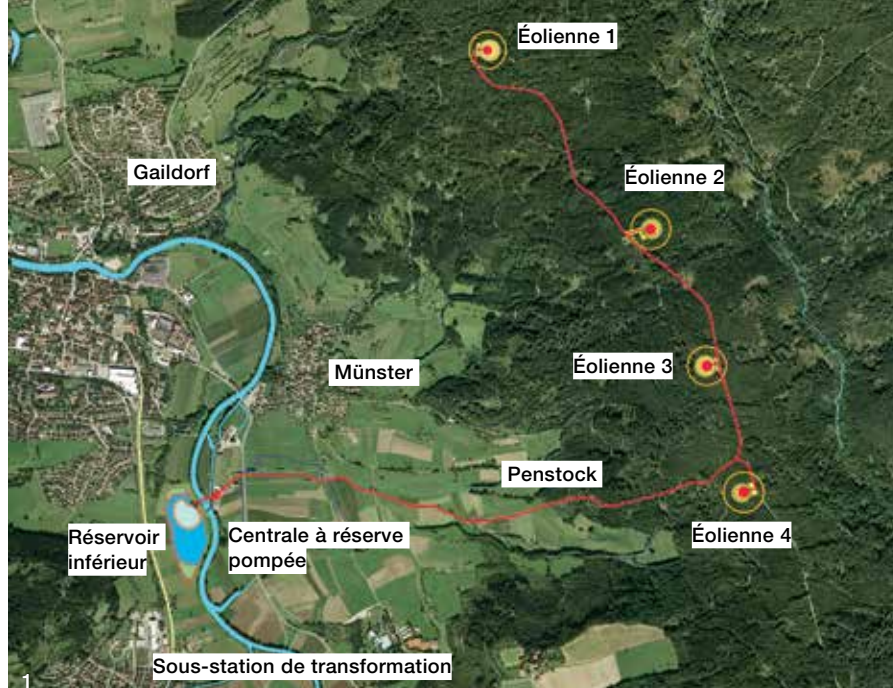 Éolienne 1
Gaildorf
Éolienne 2
Éolienne 3
Münster
Penstock
Réservoir
inférieur
Centrale à réserve
pompée
Éolienne 4
Sous-station de transformation
1